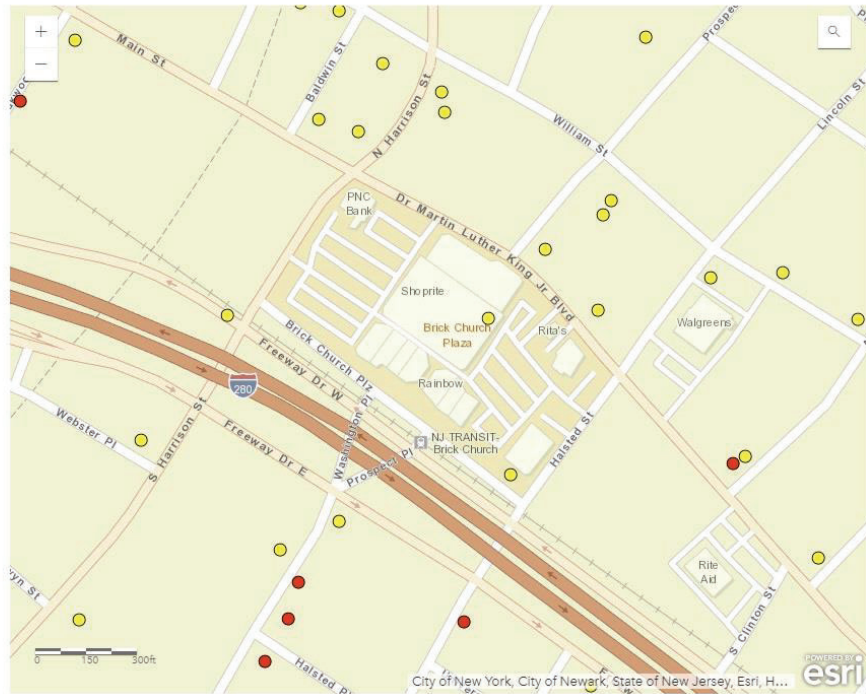 +
−
Main St
Baldwin St
N Harrison St
William St
Lincoln St
PNC
Bank
Dr Martin Luther King Jr Blvd
Shoprite
Brick Church
Plaza
Rita's
Walgreens
Rainbow
Brick Church Plz
Freeway Dr W
280
Washington Pl
NJ TRANSIT-
Brick Church
Prospect Pl
Halsted St
Webster Pl
S Harrison St
Freeway Dr E
Rite
Aid
S Clinton St
Halsted Pl
0 150 300ft
City of New York, City of Newark, State of New Jersey, Esri, H...
POWERED BY
esri